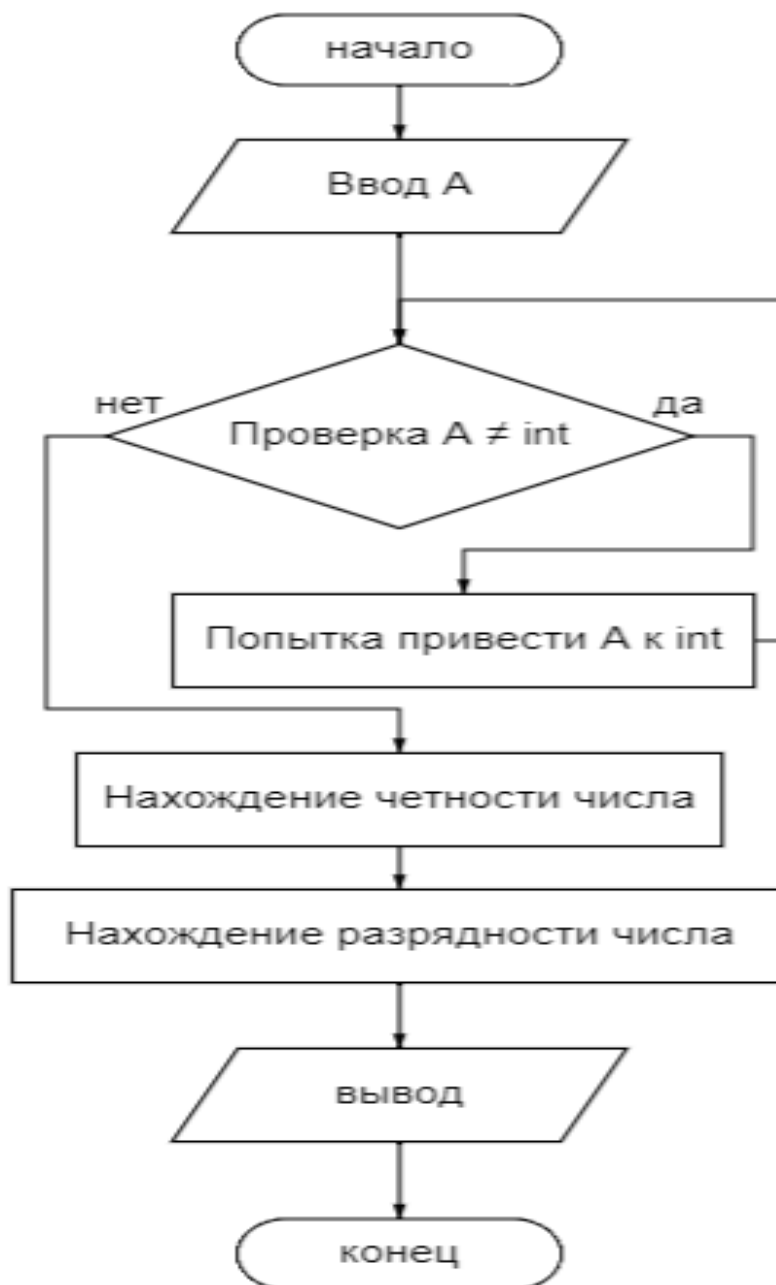 начало
Ввод А
нет
да
Проверка А ≠ int
Попытка привести А к int
Нахождение четности числа
Нахождение разрядности числа
вывод
конец